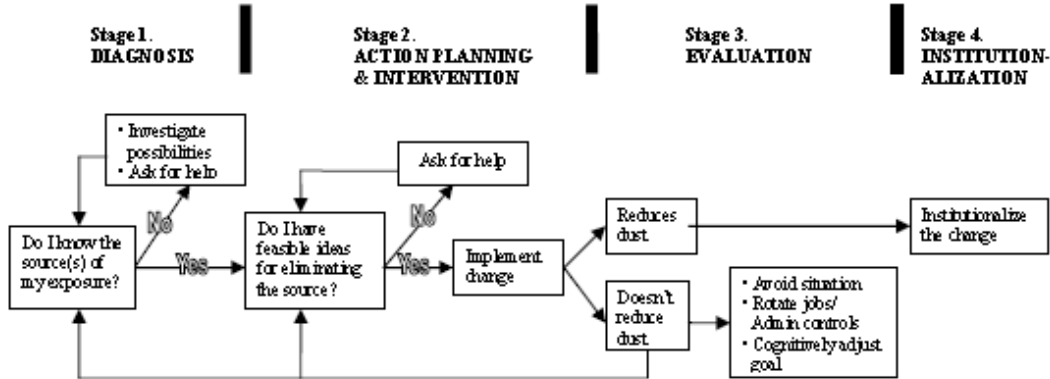 Stage 1.
DIAGNOSIS
Stage 2.
ACTION PLANNING
& INTERVENTION
Stage 3.
EVALUATION
Stage 4.
INSTITUTION-
ALIZATION
• Investigate
possibilities
• Ask for help
Ask for help
No
No
Do I know the
source(s) of
my exposure?
Yes
Do I have
feasible ideas
for eliminating
the source?
Yes
Implement
change
Reduces
dust
Institutionalize
the change
Doesn't
reduce
dust
• Avoid situation
• Rotate jobs/
Admin controls
• Cognitively adjust
goal